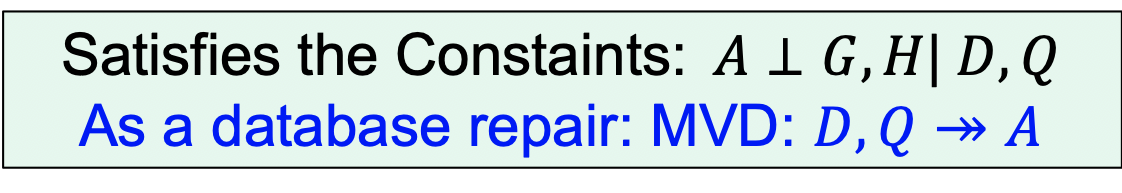 Satisfies the Constaints: A ⊥ G, H| D, Q
As a database repair: MVD: D, Q ↠ A